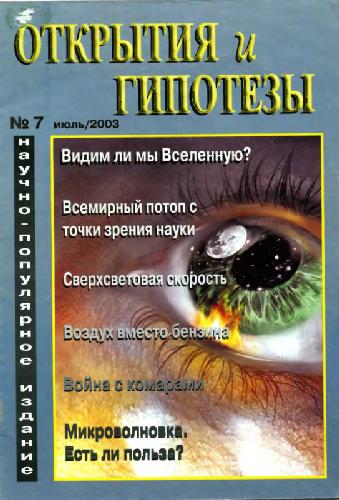 ОТКРЫТИЯ и
ГИПОТЕЗЫ
№ 7 июль/2003
научно-популярное издание
Видим ли мы Вселенную?
Всемирный потоп с
точки зрения науки
Сверхсветовая скорость
Воздух вместо бензина
Война с комарами
Микроволновка.
Есть ли польза?